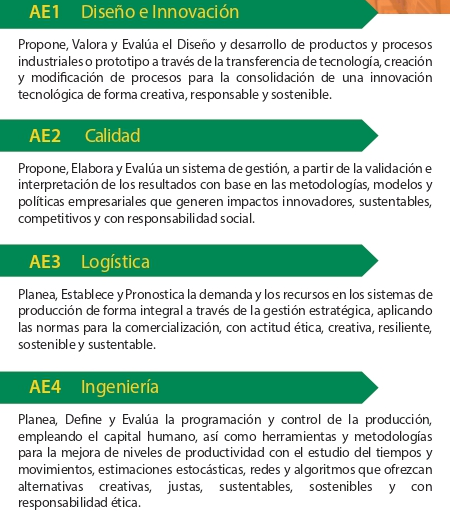 AE1 Diseño e Innovación
Propone, Valora y Evalúa el Diseño y desarrollo de productos y procesos
industriales o prototipo a través de la transferencia de tecnología, creación
y modificación de procesos para la consolidación de una innovación
tecnológica de forma creativa, responsable y sostenible.
AE2 Calidad
Propone, Elabora y Evalúa un sistema de gestión, a partir de la validación e
interpretación de los resultados con base en las metodologías, modelos y
políticas empresariales que generen impactos innovadores, sustentables,
competitivos y con responsabilidad social.
AE3 Logística
Planea, Establece y Pronostica la demanda y los recursos en los sistemas de
producción de forma integral a través de la gestión estratégica, aplicando
las normas para la comercialización, con actitud ética, creativa, resiliente,
sostenible y sustentable.
AE4 Ingeniería
Planea, Define y Evalúa la programación y control de la producción,
empleando el capital humano, así como herramientas y metodologías
para la mejora de niveles de productividad con el estudio del tiempos y
movimientos, estimaciones estocásticas, redes y algoritmos que ofrezcan
alternativas creativas, justas, sustentables, sostenibles y con
responsabilidad ética.